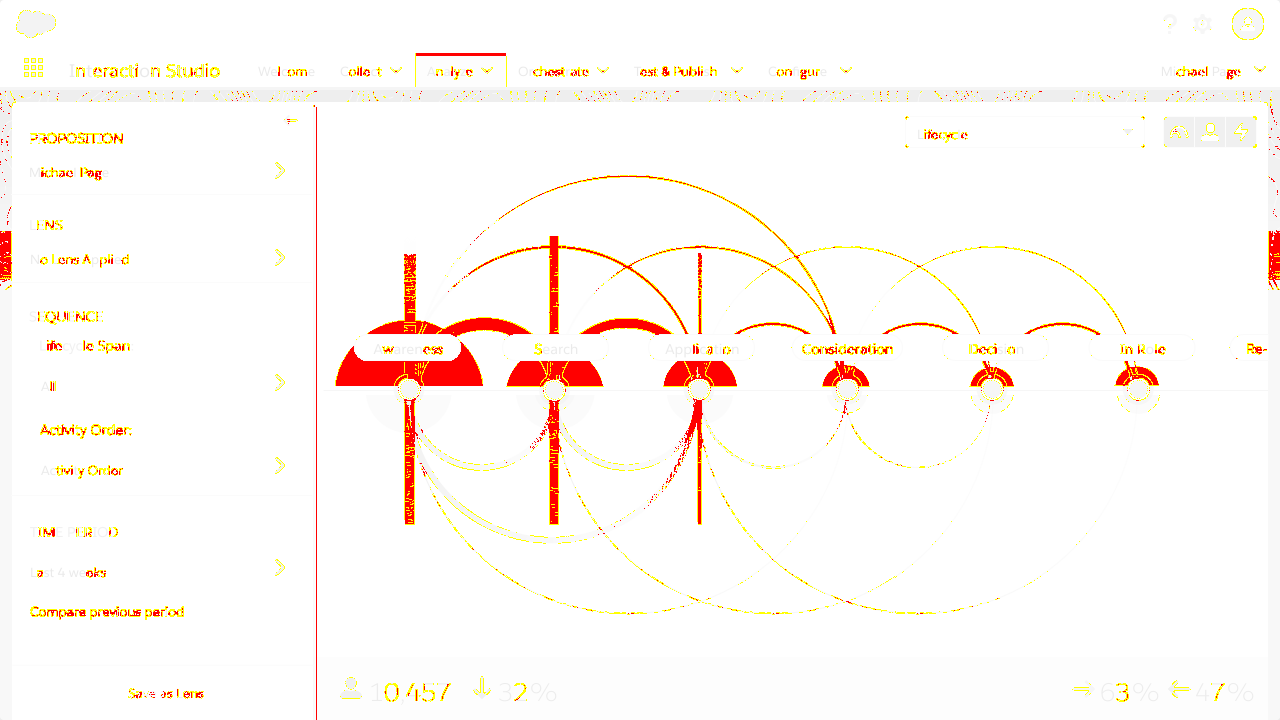 Interaction Studio
Welcome
Collect
Analyze
Orchestrate
Test & Publish
Configure
Michael Page
PROPOSITION
Michael Page
LENS
No Lens Applied
SEQUENCE
Lifecycle Span
All
Activity Order:
Activity Order
TIME PERIOD
Last 4 weeks
Compare previous period
Save as Lens
Lifecycle
Awareness
Search
Application
Consideration
Decision
In Role
Re-
32%
63%
47%